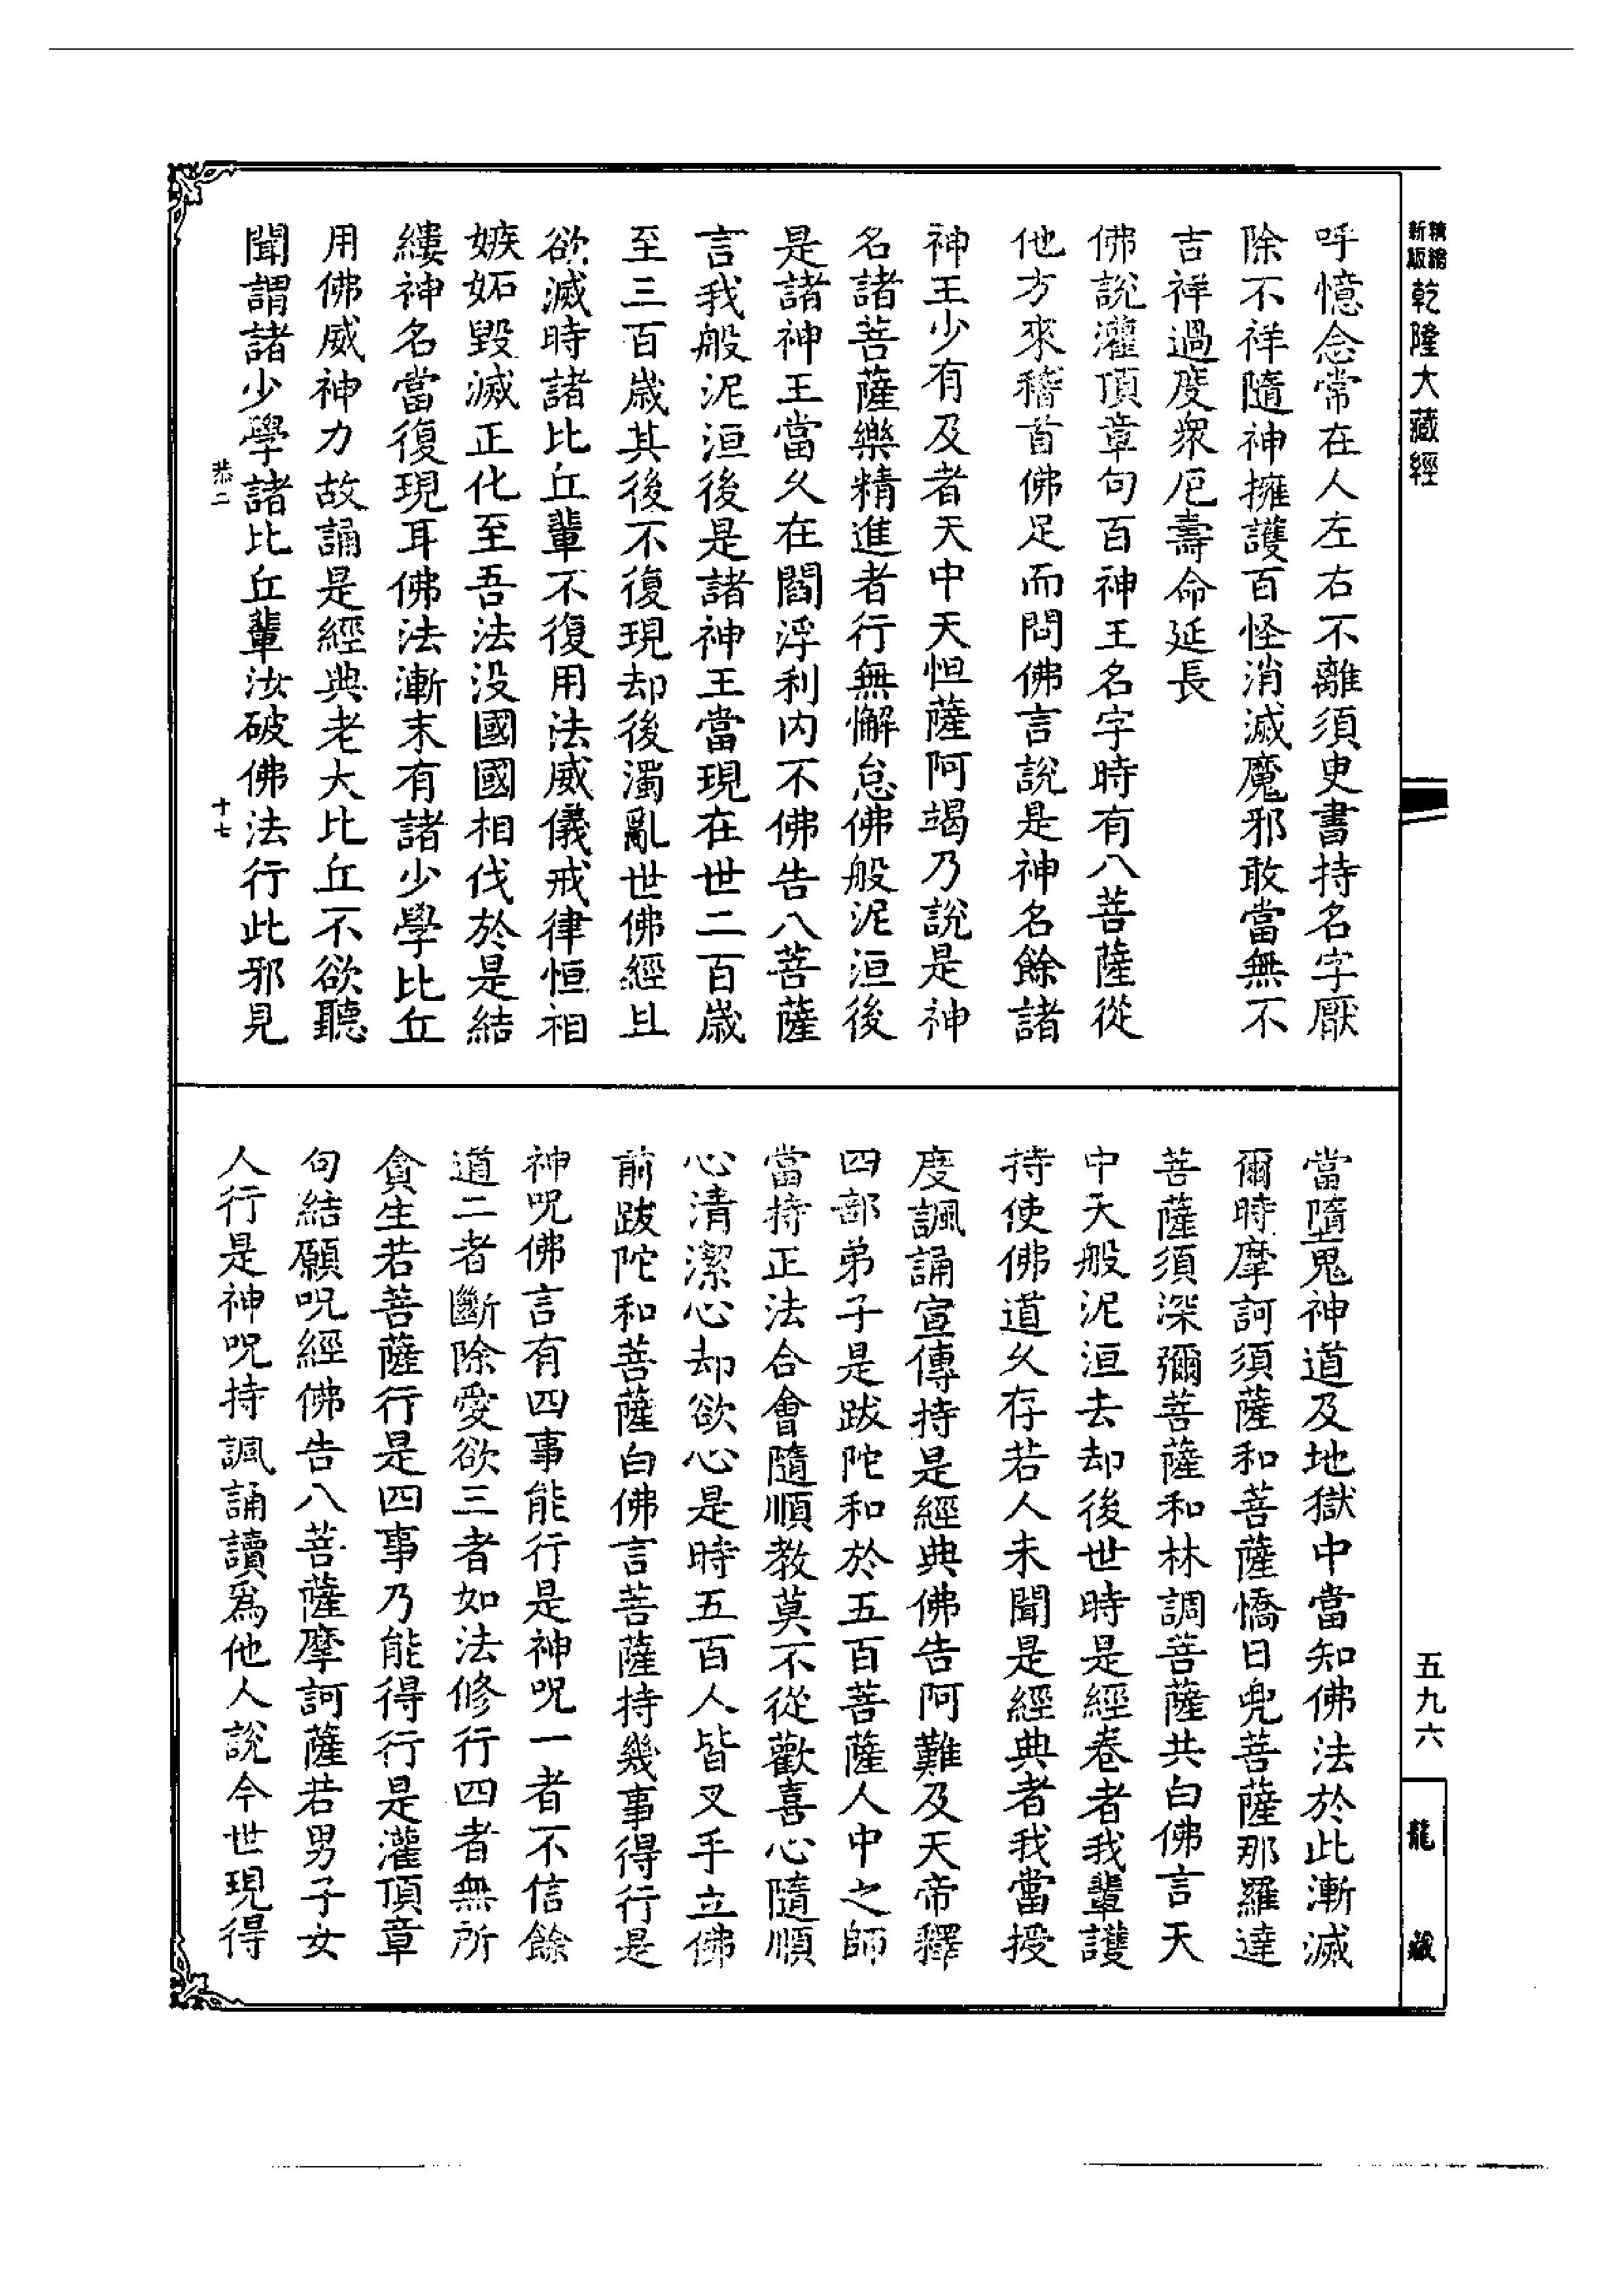 精繕
新版
乾隆大藏經
呼憶念常在人左右不離須臾書持名字厭
除不祥隨神擁護百怪消滅魔邪敢當無不
吉祥過度衆厄壽命延長
佛說灌頂章句百神王名字時有八菩薩從
他方來稽首佛足而問佛言說是神名餘諸
神王少有及者天中天怛薩阿竭乃說是神
名諸菩薩樂精進者行無懈怠佛般泥洹後
是諸神王當久在閻浮利内不佛告八菩薩
言我般泥洹後是諸神王當現在世二百歲
至三百歲其後不復現却後濁亂世佛經且
欲滅時諸比丘輩不復用法威儀戒律恒相
嫉妬毀滅正化至吾法没國國相伐於是結
縷神名當復現耳佛法漸末有諸少學比丘
用佛威神力故誦是經典老大比丘不欲聽
聞謂諸少學諸比丘輩汝破佛法行此邪見
恭二
十七
當墮鬼神道及地獄中當知佛法於此漸滅
爾時摩訶須薩和菩薩憍日兜菩薩那羅達
菩薩須深彌菩薩和林調菩薩共白佛言天
中天般泥洹去却後世時是經卷者我輩護
持使佛道久存若人未聞是經典者我當授
度諷誦宣傳持是經典佛告阿難及天帝釋
四部弟子是跋陀和於五百菩薩人中之師
當持正法合會隨順教莫不從歡喜心隨順
心清潔心却欲心是時五百人皆叉手立佛
前跋陀和菩薩白佛言菩薩持幾事得行是
神呪佛言有四事能行是神呪一者不信餘
道二者斷除愛欲三者如法修行四者無所
貪生若菩薩行是四事乃能得行是灌頂章
句結願呪經佛告八菩薩摩訶薩若男子女
人行是神呪持諷誦讀爲他人說今世現得
五九六
龍藏